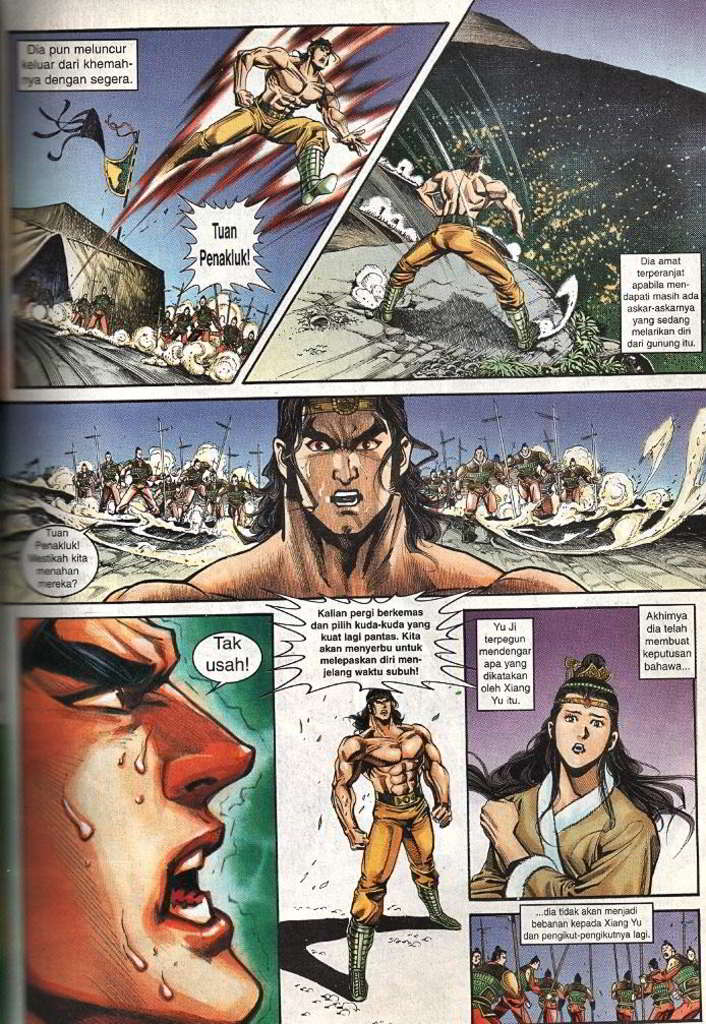 Dia pun meluncur
keluar dari khemah-
nya dengan segera.
Tuan
Penakluk!
Dia amat
terperanjat
apabila men-
dapati masih ada
askar-askarnya
yang sedang
melarikan diri
dari gunung itu.
Tuan
Penakluk!
Mestikah kita
menahan
mereka?
Tak
usah!
Kalian pergi berkemas
dan pilih kuda-kuda yang
kuat lagi pantas. Kita
akan menyerbu untuk
melepaskan diri men-
jelang waktu subuh!
Yu Ji
terpegun
mendengar
apa yang
dikatakan
oleh Xiang
Yu itu.
Akhirnya
dia telah
membuat
keputusan
bahawa...
...dia tidak akan menjadi
bebanan kepada Xiang Yu
dan pengikut-pengikutnya lagi.